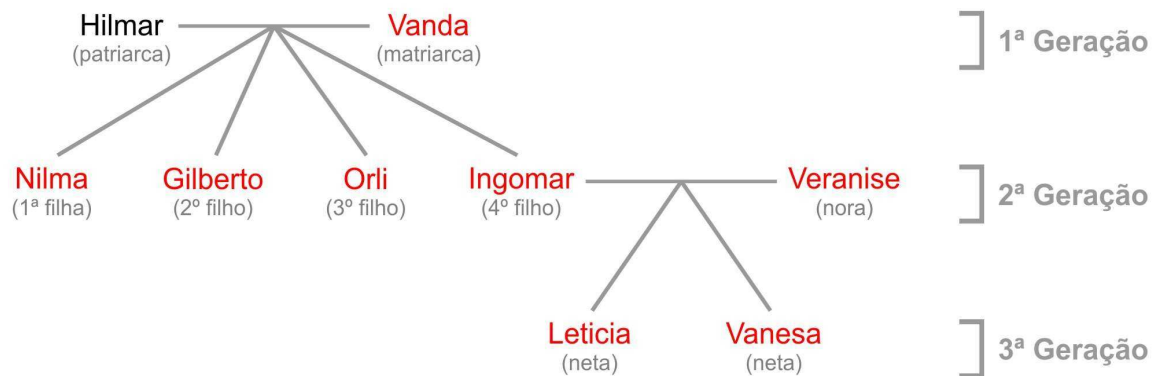 Hilmar
(patriarca)
Vanda
(matriarca)
1ª Geração
Nilma
(1ª filha)
Gilberto
(2º filho)
Orli
(3º filho)
Ingomar
(4º filho)
Veranise
(nora)
2ª Geração
Leticia
(neta)
Vanesa
(neta)
3ª Geração